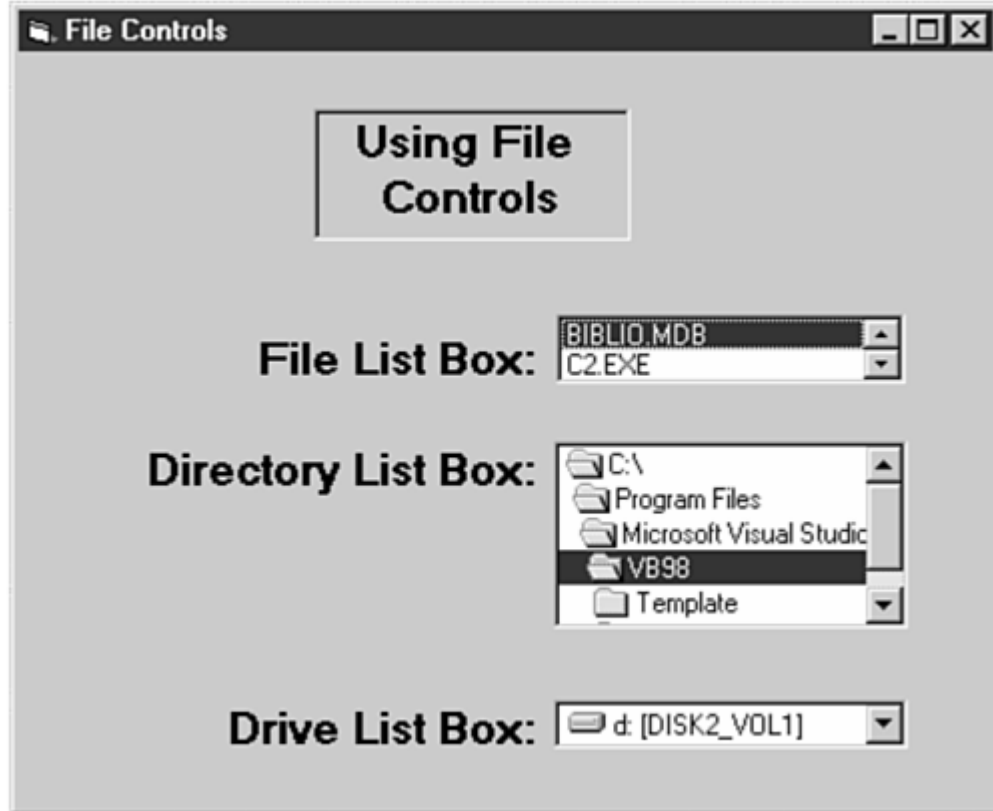 File Controls
Using File
Controls
File List Box:
BIBLIO.MDB
C2.EXE
Directory List Box:
C:\
Program Files
Microsoft Visual Studic
VB98
Template
Drive List Box:
d: [DISK2_VOL1]